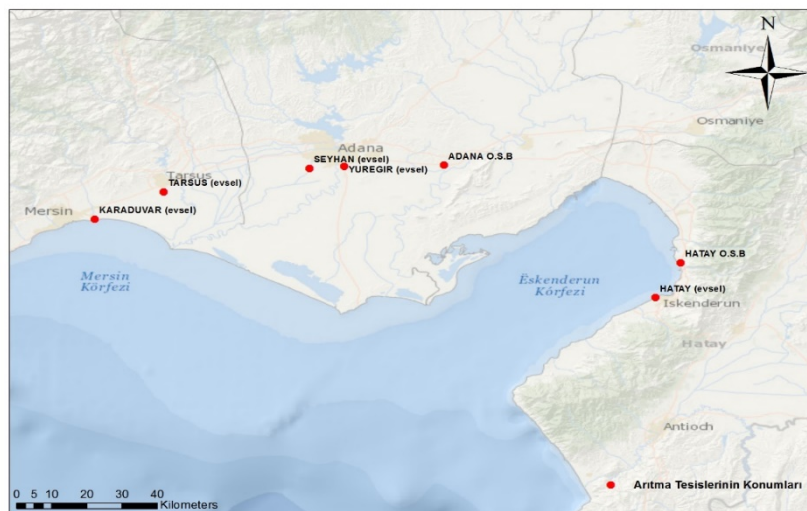 N
Osmaniye
Osmaniye
Adana
SEYHAN (evsel)
YUREGIR (evsel)
ADANA O.S.B
Tarsus
TARSUS (evsel)
Mersin
KARADUVAR (evsel)
Mersin
Körfezi
Eskenderun
Körfezi
HATAY O.S.B
HATAY (evsel)
Iskenderun
Hatay
Antioch
Arıtma Tesislerinin Konumları
0 5 10 20 30 40
Kilometers